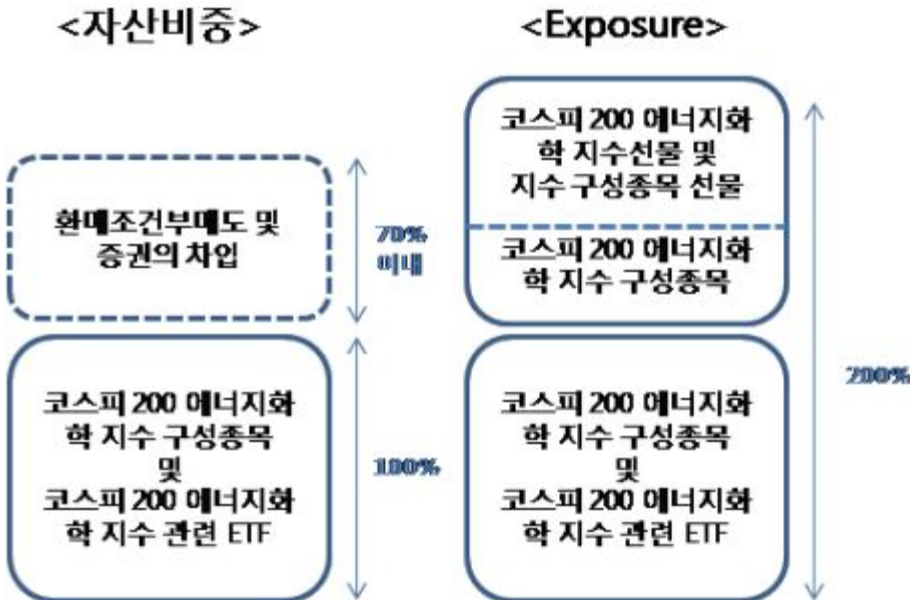 <자산비중>
<Exposure>
환매조건부매도 및
증권의 차입
70%
이내
코스피 200 에너지화
학 지수선물 및
지수 구성종목 선물
코스피 200 에너지화
학 지수 구성종목
코스피 200 에너지화
학 지수 구성종목
및
코스피 200 에너지화
학 지수 관련 ETF
100%
코스피 200 에너지화
학 지수 구성종목
및
코스피 200 에너지화
학 지수 관련 ETF
200%